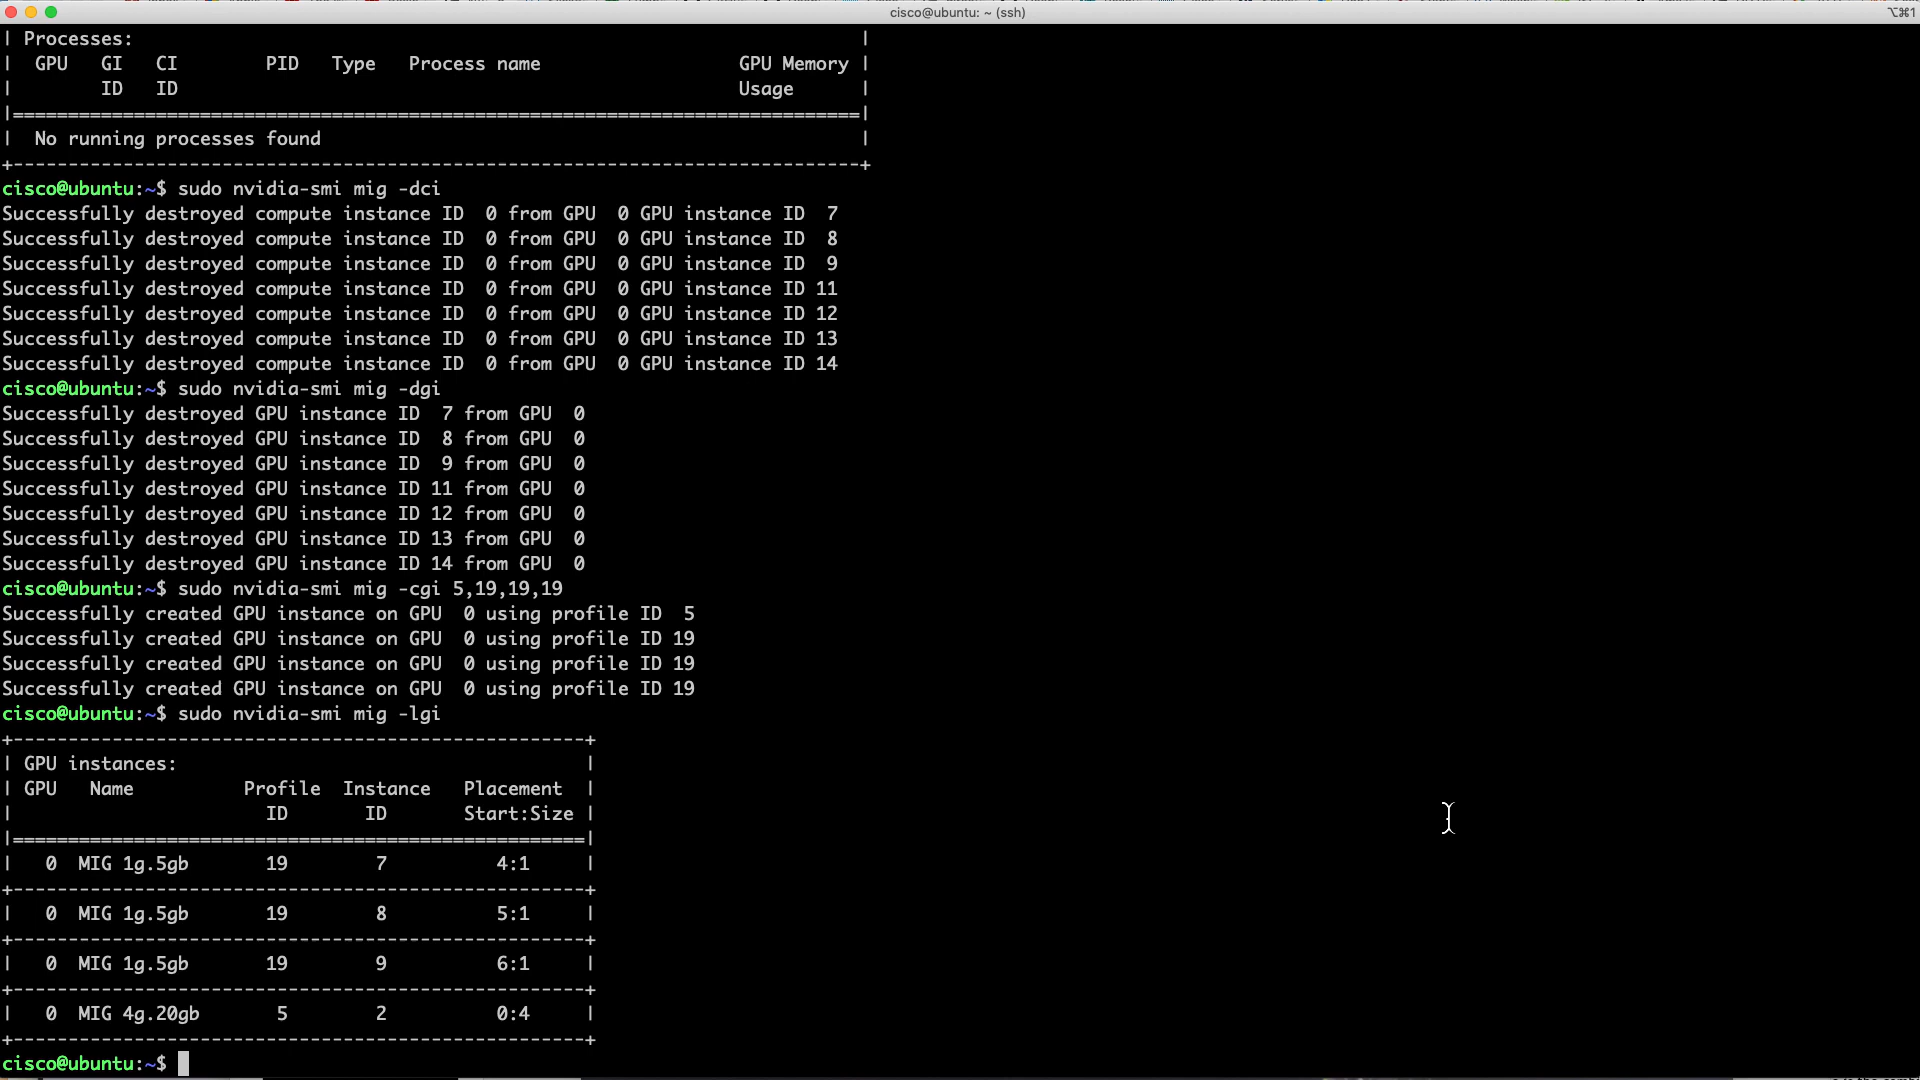 cisco@ubuntu: ~ (ssh)
⌥⌘1
| Processes: |
| GPU GI CI PID Type Process name GPU Memory |
| ID ID Usage |
|=============================================================================|
| No running processes found |
+-----------------------------------------------------------------------------+
cisco@ubuntu:~$ sudo nvidia-smi mig -dci
Successfully destroyed compute instance ID  0 from GPU  0 GPU instance ID  7
Successfully destroyed compute instance ID  0 from GPU  0 GPU instance ID  8
Successfully destroyed compute instance ID  0 from GPU  0 GPU instance ID  9
Successfully destroyed compute instance ID  0 from GPU  0 GPU instance ID 11
Successfully destroyed compute instance ID  0 from GPU  0 GPU instance ID 12
Successfully destroyed compute instance ID  0 from GPU  0 GPU instance ID 13
Successfully destroyed compute instance ID  0 from GPU  0 GPU instance ID 14
cisco@ubuntu:~$ sudo nvidia-smi mig -dgi
Successfully destroyed GPU instance ID  7 from GPU  0
Successfully destroyed GPU instance ID  8 from GPU  0
Successfully destroyed GPU instance ID  9 from GPU  0
Successfully destroyed GPU instance ID 11 from GPU  0
Successfully destroyed GPU instance ID 12 from GPU  0
Successfully destroyed GPU instance ID 13 from GPU  0
Successfully destroyed GPU instance ID 14 from GPU  0
cisco@ubuntu:~$ sudo nvidia-smi mig -cgi 5,19,19,19
Successfully created GPU instance on GPU  0 using profile ID  5
Successfully created GPU instance on GPU  0 using profile ID 19
Successfully created GPU instance on GPU  0 using profile ID 19
Successfully created GPU instance on GPU  0 using profile ID 19
cisco@ubuntu:~$ sudo nvidia-smi mig -lgi
+----------------------------------------------------+
| GPU instances: |
| GPU Name Profile Instance Placement |
| ID ID Start:Size |
|====================================================|
| 0 MIG 1g.5gb 19 7 4:1 |
+----------------------------------------------------+
| 0 MIG 1g.5gb 19 8 5:1 |
+----------------------------------------------------+
| 0 MIG 1g.5gb 19 9 6:1 |
+----------------------------------------------------+
| 0 MIG 4g.20gb 5 2 0:4 |
+----------------------------------------------------+
cisco@ubuntu:~$